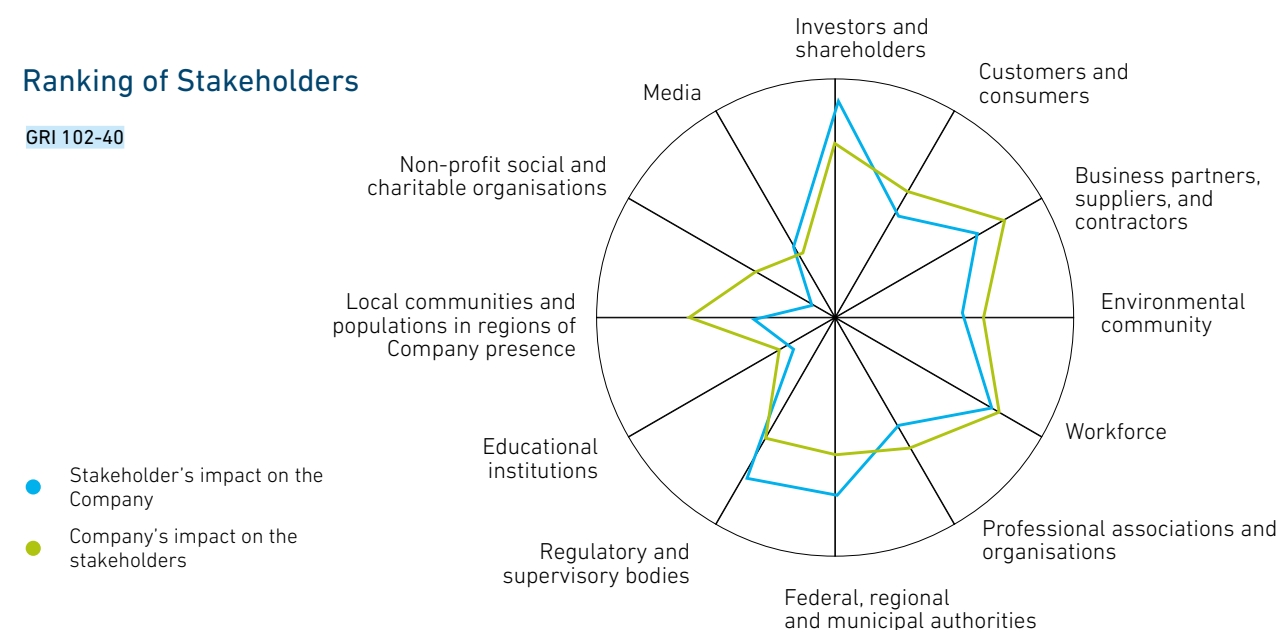 Ranking of Stakeholders
GRI 102-40
Investors and
shareholders
Customers and
consumers
Business partners,
suppliers, and
contractors
Environmental
community
Workforce
Professional associations and
organisations
Federal, regional
and municipal authorities
Regulatory and
supervisory bodies
Educational
institutions
Local communities and
populations in regions of
Company presence
Non-profit social and
charitable organisations
Media
Stakeholder's impact on the
Company
Company's impact on the
stakeholders